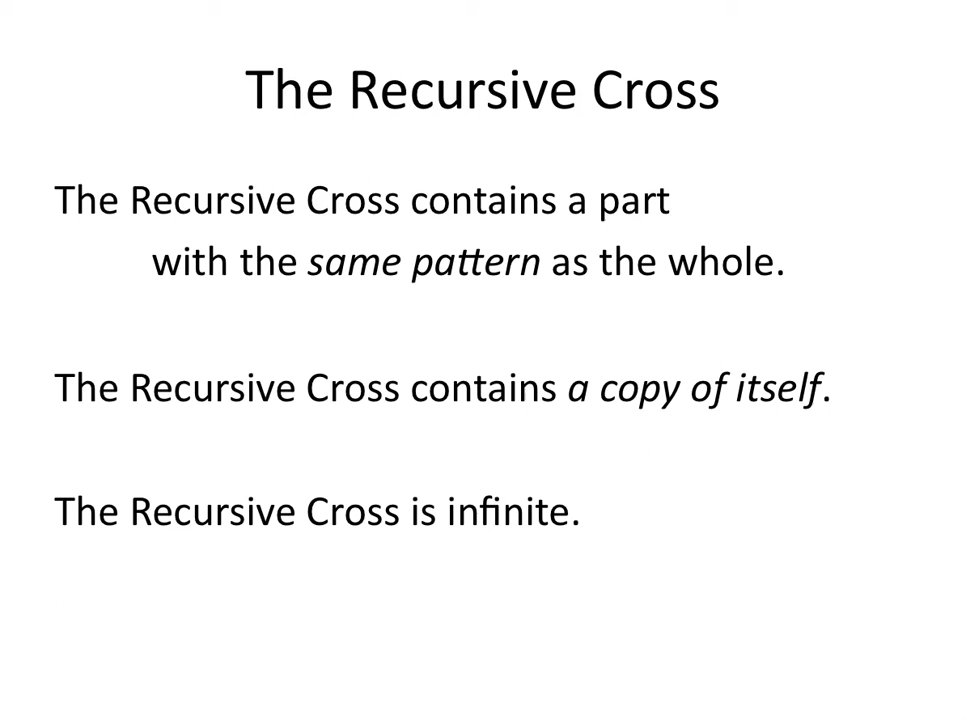 The Recursive Cross
The Recursive Cross contains a part
with the same pattern as the whole.
The Recursive Cross contains a copy of itself.
The Recursive Cross is infinite.